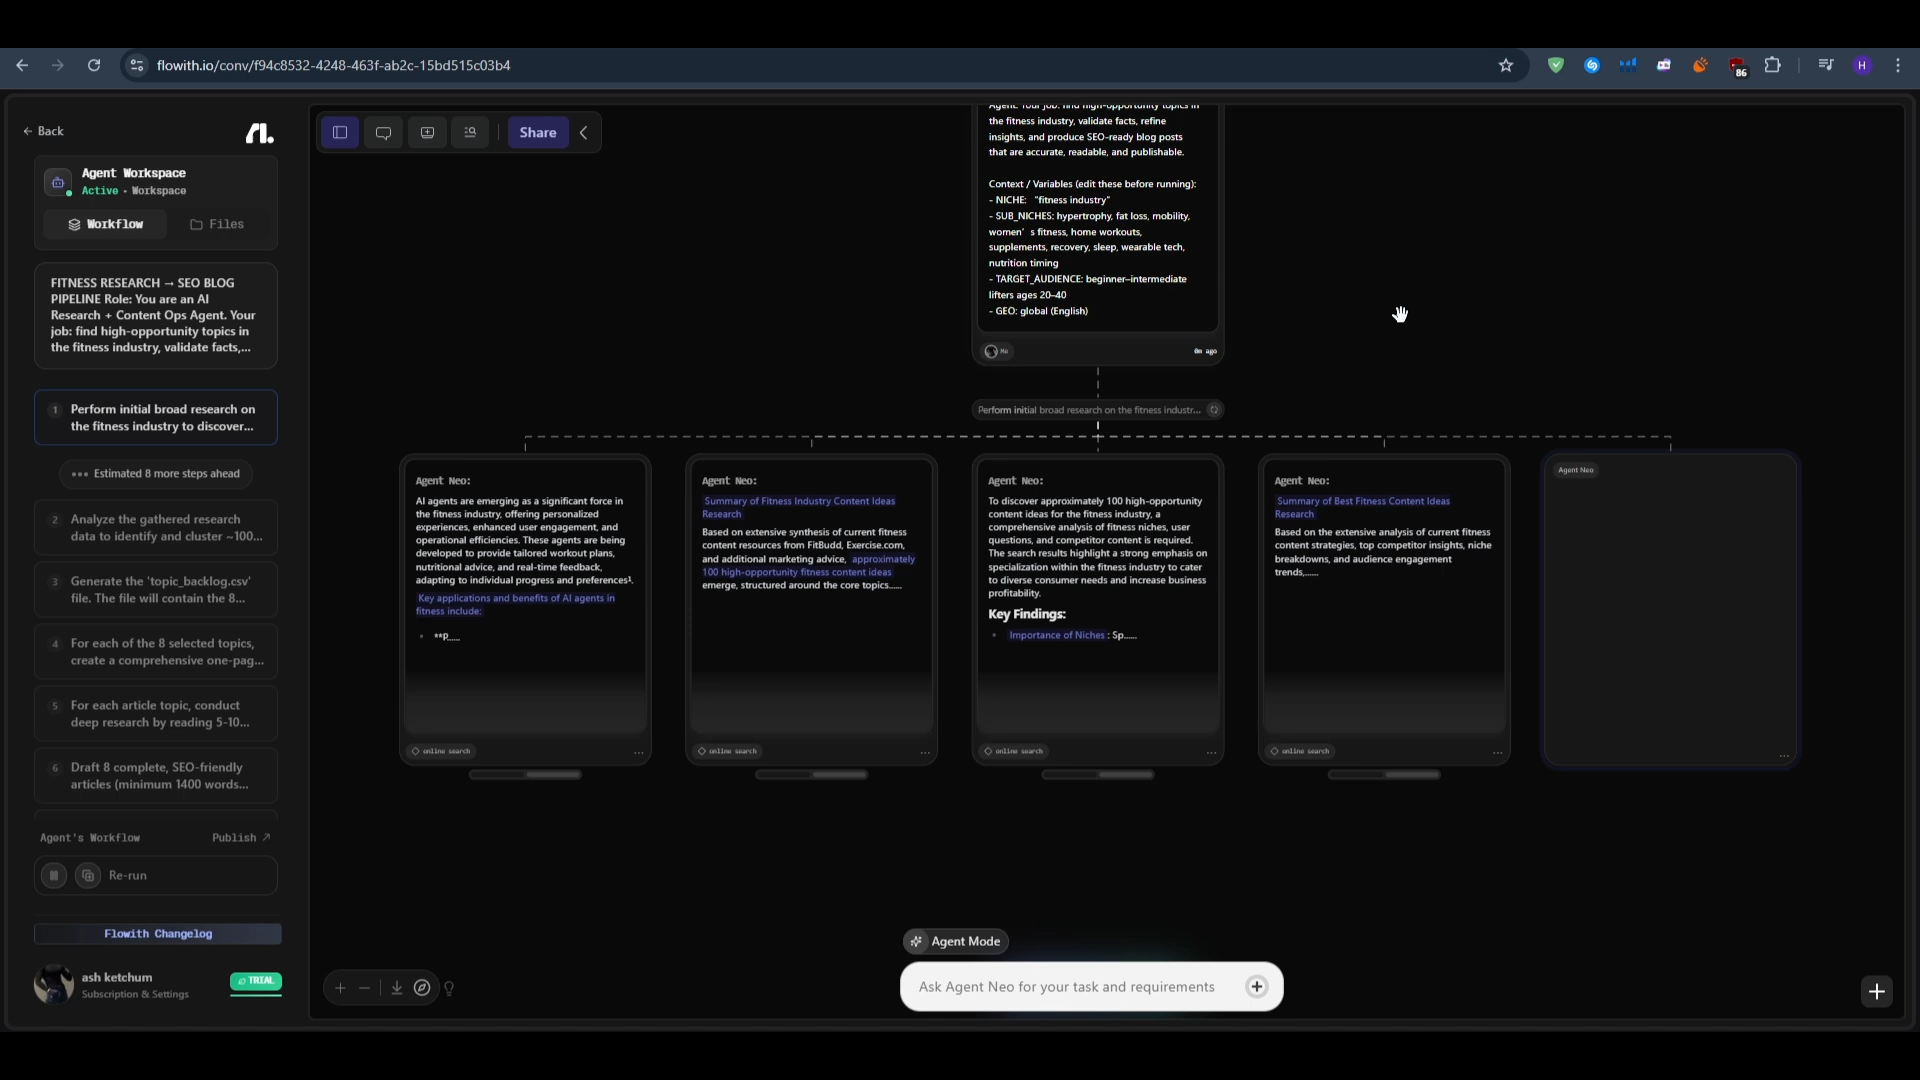 flowith.io/conv/f94c8532-4248-463f-ab2c-15bd515c03b4
86
H
Back
Agent Workspace
Active • Workspace
Workflow
Files
FITNESS RESEARCH → SEO BLOG
PIPELINE Role: You are an AI
Research + Content Ops Agent. Your
job: find high-opportunity topics in
the fitness industry, validate facts,...
1 Perform initial broad research on
the fitness industry to discover...
Estimated 8 more steps ahead
2 Analyze the gathered research
data to identify and cluster ~100...
3 Generate the 'topic_backlog.csv'
file. The file will contain the 8...
4 For each of the 8 selected topics,
create a comprehensive one-pag...
5 For each article topic, conduct
deep research by reading 5-10...
6 Draft 8 complete, SEO-friendly
articles (minimum 1400 words...
Agent's Workflow
Publish
Re-run
Flowith Changelog
ash ketchum
Subscription & Settings
TRIAL
Share
Agent. Your job: find high-opportunity topics in
the fitness industry, validate facts, refine
insights, and produce SEO-ready blog posts
that are accurate, readable, and publishable.
Context / Variables (edit these before running):
- NICHE: "fitness industry"
- SUB_NICHES: hypertrophy, fat loss, mobility,
women' s fitness, home workouts,
supplements, recovery, sleep, wearable tech,
nutrition timing
- TARGET_AUDIENCE: beginner–intermediate
lifters ages 20–40
- GEO: global (English)
Me
0m ago
Perform initial broad research on the fitness industr...
Agent Neo:
AI agents are emerging as a significant force in
the fitness industry, offering personalized
experiences, enhanced user engagement, and
operational efficiencies. These agents are being
developed to provide tailored workout plans,
nutritional advice, and real-time feedback,
adapting to individual progress and preferences¹.
Key applications and benefits of AI agents in
fitness include:
• **P......
online search
...
Agent Neo:
Summary of Fitness Industry Content Ideas
Research
Based on extensive synthesis of current fitness
content resources from FitBudd, Exercise.com,
and additional marketing advice, approximately
100 high-opportunity fitness content ideas
emerge, structured around the core topics......
online search
...
Agent Neo:
To discover approximately 100 high-opportunity
content ideas for the fitness industry, a
comprehensive analysis of fitness niches, user
questions, and competitor content is required.
The search results highlight a strong emphasis on
specialization within the fitness industry to cater
to diverse consumer needs and increase business
profitability.
Key Findings:
• Importance of Niches : Sp......
online search
...
Agent Neo:
Summary of Best Fitness Content Ideas
Research
Based on the extensive analysis of current fitness
content strategies, top competitor insights, niche
breakdowns, and audience engagement
trends,......
online search
...
Agent Neo
...
Agent Mode
Ask Agent Neo for your task and requirements